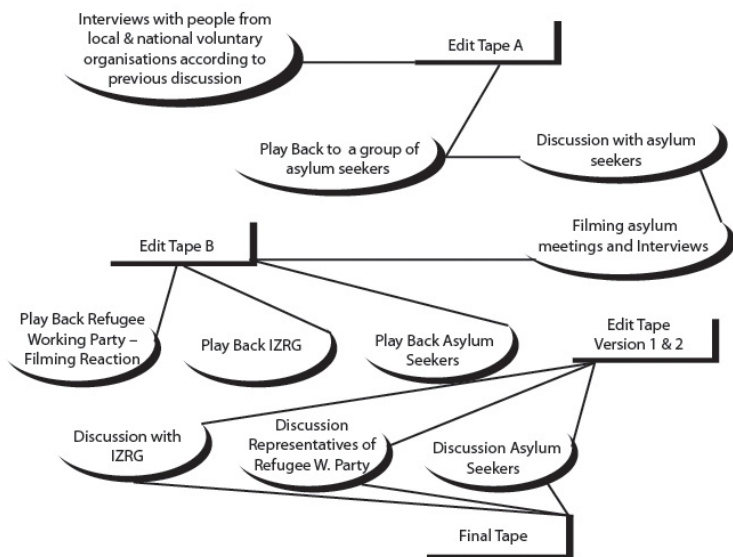 Interviews with people from
local & national voluntary
organisations according to
previous discussion
Edit Tape A
Play Back to a group of
asylum seekers
Discussion with asylum
seekers
Filming asylum
meetings and Interviews
Edit Tape B
Play Back Refugee
Working Party –
Filming Reaction
Play Back IZRG
Play Back Asylum
Seekers
Edit Tape
Version 1 & 2
Discussion with
IZRG
Discussion
Representatives of
Refugee W. Party
Discussion Asylum
Seekers
Final Tape